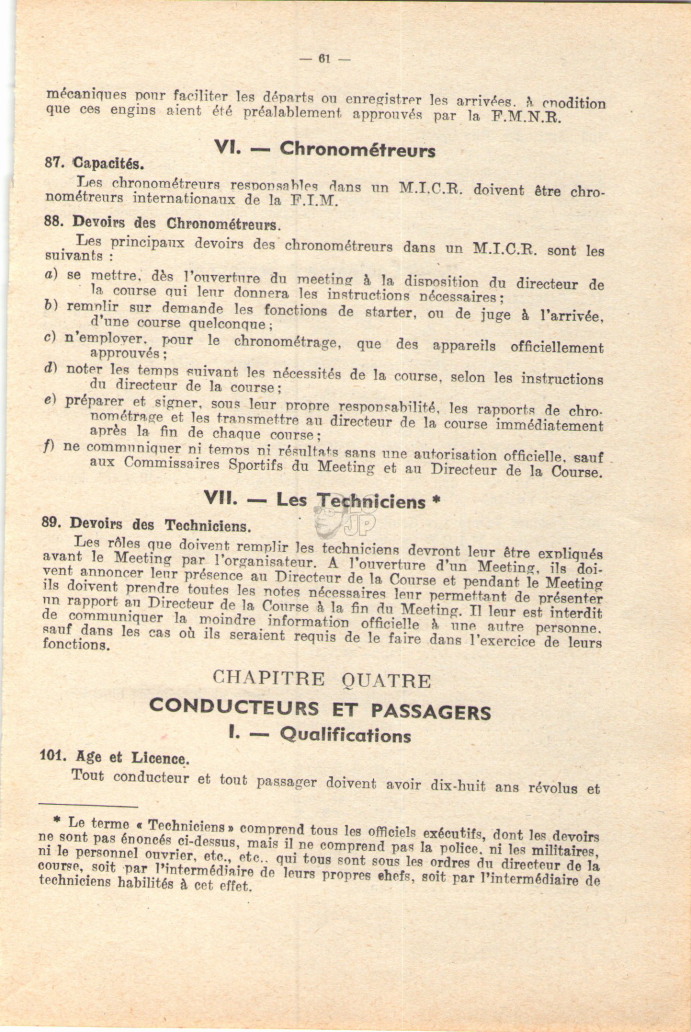 — 61 —
mécaniques pour faciliter les départs ou enregistrer les arrivées, à cnodition
que ces engins aient été préalablement approuvés par la F.M.N.R.
VI. — Chronométreurs
87. Capacités.
Les chronométreurs responsables dans un M.I.C.R. doivent être chro-
nométreurs internationaux de la F.I.M.
88. Devoirs des Chronométreurs.
Les principaux devoirs des chronométreurs dans un M.I.C.R. sont les
suivants :
a) se mettre, dès l'ouverture du meeting à la disposition du directeur de
la course qui leur donnera les instructions nécessaires ;
b) remplir sur demande les fonctions de starter, ou de juge à l'arrivée,
d'une course quelconque ;
c) n'employer, pour le chronométrage, que des appareils officiellement
approuvés ;
d) noter les temps suivant les nécessités de la course, selon les instructions
du directeur de la course ;
e) préparer et signer, sous leur propre responsabilité, les rapports de chro-
nométrage et les transmettre au directeur de la course immédiatement
après la fin de chaque course ;
f) ne communiquer ni temps ni résultats sans une autorisation officielle, sauf
aux Commissaires Sportifs du Meeting et au Directeur de la Course.
VII. — Les Techniciens *
JP
89. Devoirs des Techniciens.
Les rôles que doivent remplir les techniciens devront leur être expliqués
avant le Meeting par l'organisateur. A l'ouverture d'un Meeting, ils doi-
vent annoncer leur présence au Directeur de la Course et pendant le Meeting
ils doivent prendre toutes les notes nécessaires leur permettant de présenter
un rapport au Directeur de la Course à la fin du Meeting. Il leur est interdit
de communiquer la moindre information officielle à une autre personne,
sauf dans les cas où ils seraient requis de le faire dans l'exercice de leurs
fonctions.
CHAPITRE QUATRE
CONDUCTEURS ET PASSAGERS
I. — Qualifications
101. Age et Licence.
Tout conducteur et tout passager doivent avoir dix-huit ans révolus et
* Le terme « Techniciens » comprend tous les officiels exécutifs, dont les devoirs
ne sont pas énoncés ci-dessus, mais il ne comprend pas la police, ni les militaires,
ni le personnel ouvrier, etc., etc.. qui tous sont sous les ordres du directeur de la
course, soit par l'intermédiaire de leurs propres chefs, soit par l'intermédiaire de
techniciens habilités à cet effet.